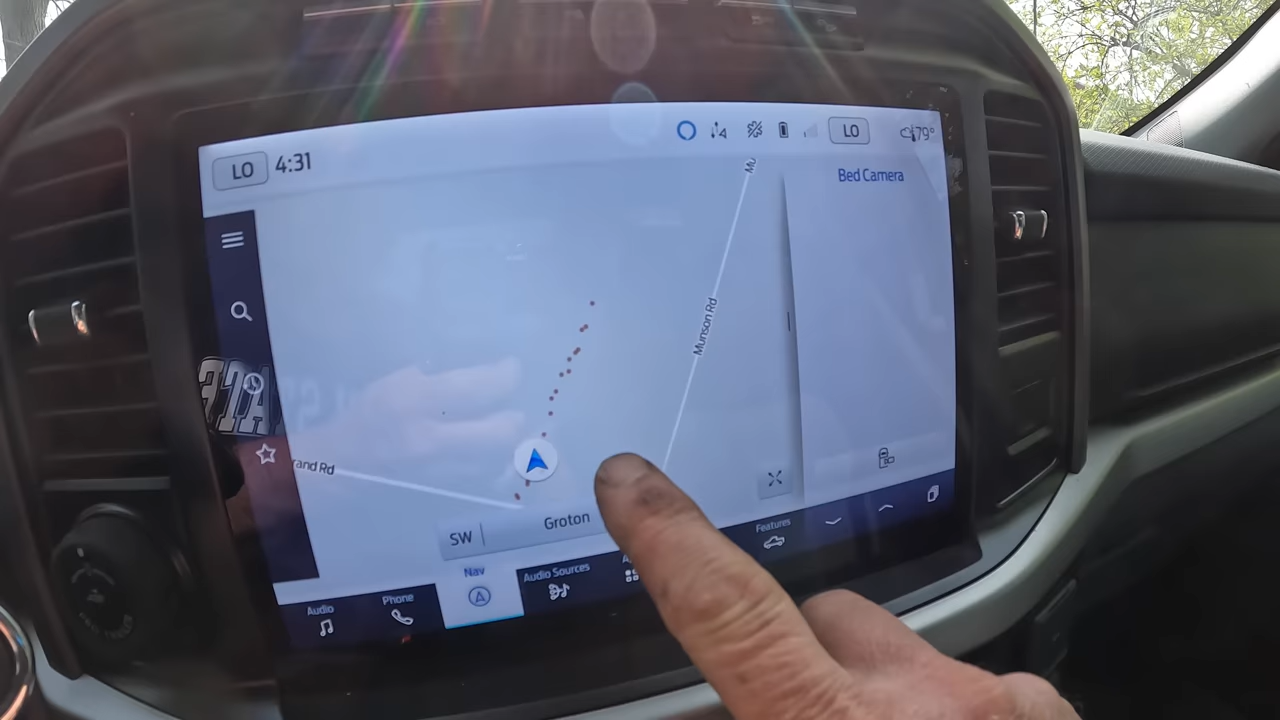 LO 4:31
LO 79°
Bed Camera
Mu
Munson Rd
rand Rd
SW Groton
Audio
Phone
Nav
Audio Sources
Features